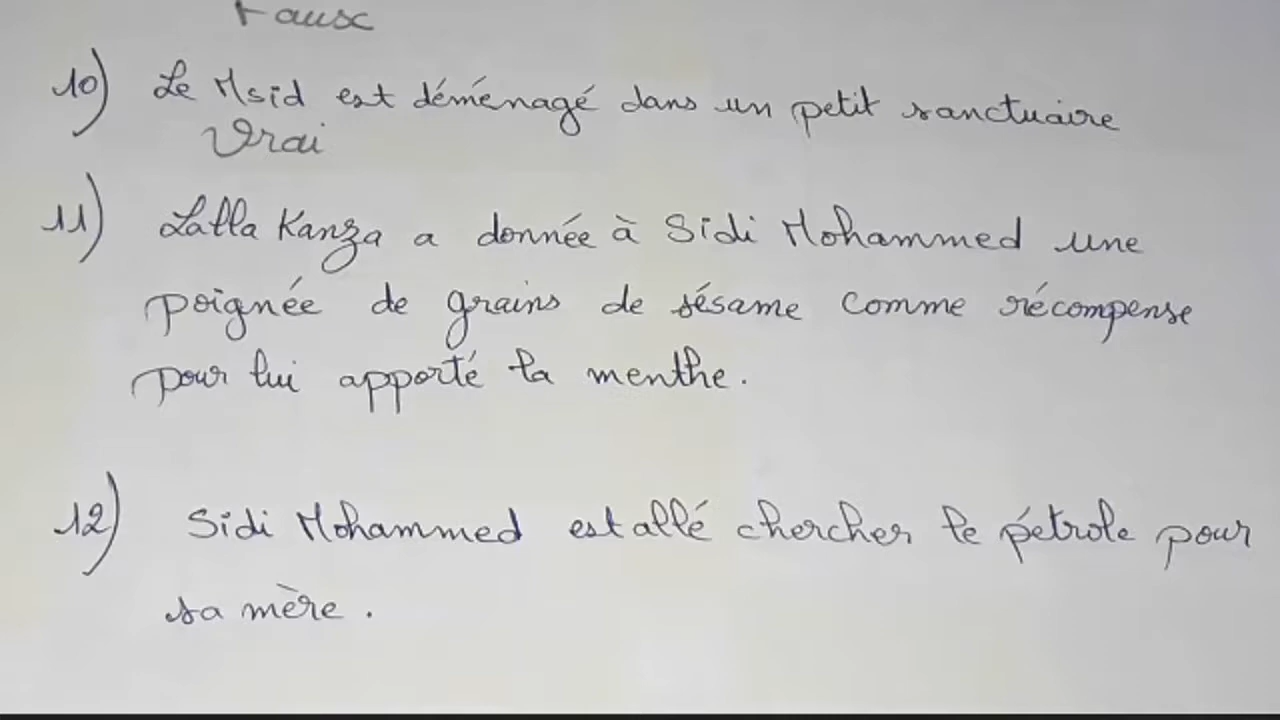 Faux
10) Le Msid est déménagé dans un petit sanctuaire
Vrai
11) Lalla Kanza a donnée à Sidi Mohammed une
poignée de grains de sésame comme récompense
pour lui apporté la menthe.
12) Sidi Mohammed est allé chercher le pétrole pour
sa mère.